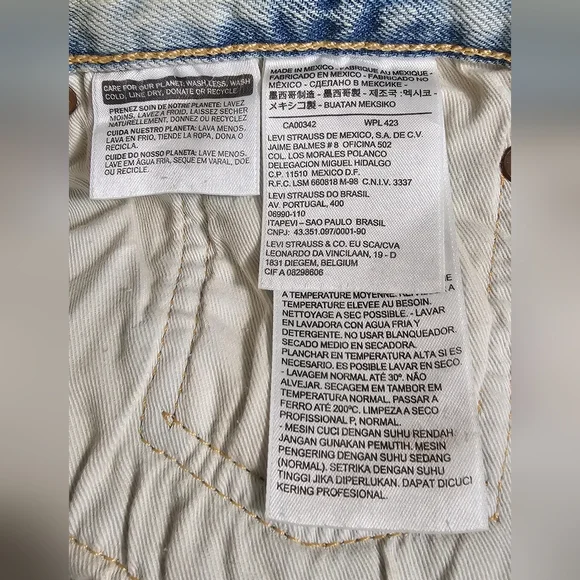 CARE FOR OUR PLANET: WASH LESS, WASH
COLD, LINE DRY, DONATE OR RECYCLE
PRENEZ SOIN DE NOTRE PLANETE: LAVEZ
MOINS, LAVEZ A FROID, LAISSEZ SÉCHER
NATURELLEMENT, DONNEZ OU RECYCLEZ
CUIDA NUESTRO PLANETA: LAVA MENOS,
LAVA EN FRIO, TIENDE LA ROPA, DONA O
RECICLA.
CUIDE DO NOSSO PLANETA: LAVE MENOS,
LAVE EM ÁGUA FRIA, SEQUE EM VARAL, DOE
OU RECICLE.
MADE IN MEXICO - FABRIQUE AU MEXIQUE -
FABRICADO EN MEXICO - FABRICADO NO
MÉXICO - СДЕЛАНО В МЕКСИКЕ -
墨西哥制造 - 墨西哥製 - 제조국 - 멕시코 -
メキシコ製 - BUATAN MEKSIKO
CA00342 WPL 423
LEVI STRAUSS DE MEXICO, S.A. DE C.V.
JAIME BALMES # 8 OFICINA 502
COL. LOS MORALES POLANCO
DELEGACION MIGUEL HIDALGO
C.P. 11510 MEXICO D.F.
R.F.C. LSM 660818 M-98 C.N.I.V. 3337
LEVI STRAUSS DO BRASIL
AV. PORTUGAL, 400
06990-110
ITAPEVI – SAO PAULO BRASIL
CNPJ: 43.351.097/0001-90
LEVI STRAUSS & CO. EU SCA/CVA
LEONARDO DA VINCILAAN, 19 - D
1831 DIEGEM, BELGIUM
CIF A 08298606
A TEMPERATURE MOYENNE. REPASSER A
TEMPERATURE ELEVEE AU BESOIN.
NETTOYAGE A SEC POSSIBLE. - LAVAR
EN LAVADORA CON AGUA FRIA Y
DETERGENTE. NO USAR BLANQUEADOR.
SECADO MEDIO EN SECADORA.
PLANCHAR EN TEMPERATURA ALTA SI ES
NECESARIO. ES POSIBLE LAVAR EN SECO.
- LAVAGEM NORMAL ATÉ 30º. NÃO
ALVEJAR. SECAGEM EM TAMBOR EM
TEMPERATURA NORMAL. PASSAR A
FERRO ATÉ 200ºC. LIMPEZA A SECO
PROFISSIONAL P, NORMAL.
- MESIN CUCI DENGAN SUHU RENDAH.
JANGAN GUNAKAN PEMUTIH. MESIN
PENGERING DENGAN SUHU SEDANG
(NORMAL). SETRIKA DENGAN SUHU
TINGGI JIKA DIPERLUKAN. DAPAT DICUCI
KERING PROFESIONAL.